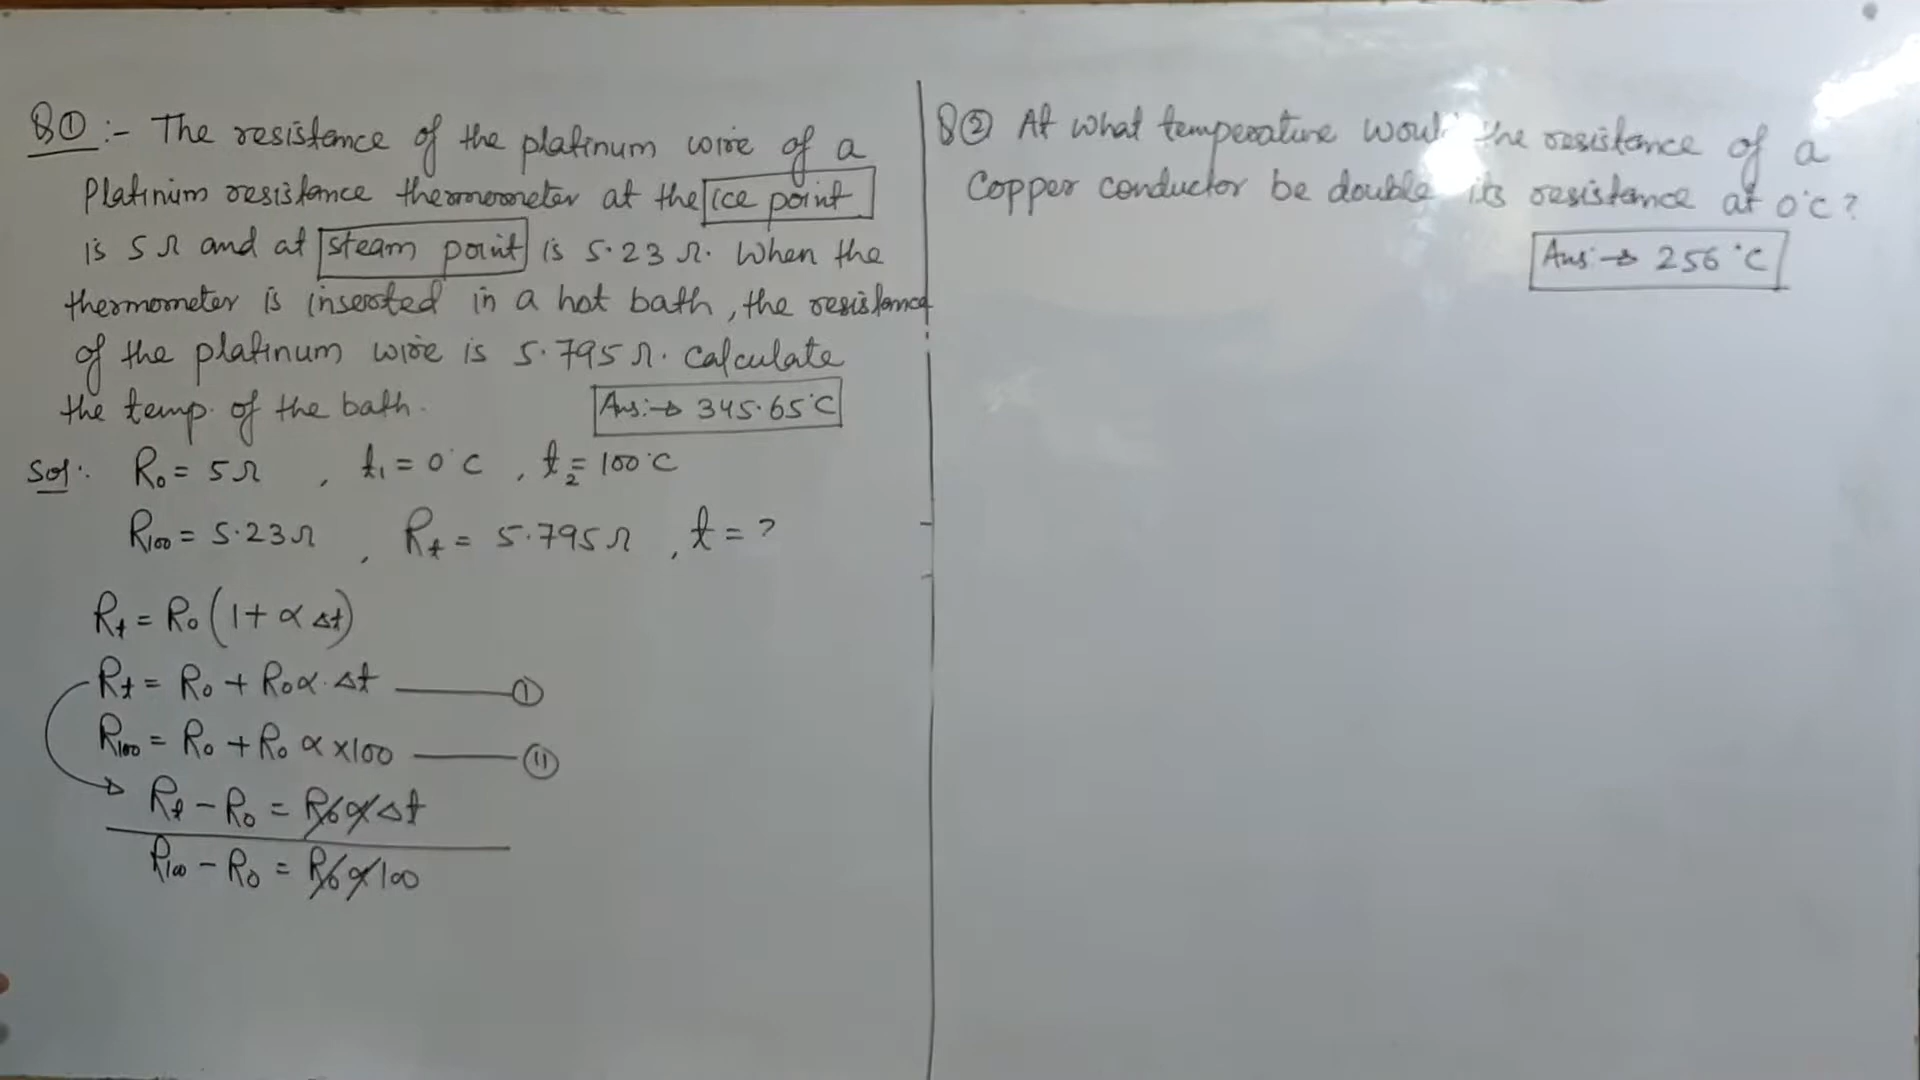 Q①:- The resistance of the platinum wire of a
Platinum resistance thermometer at the ice point
is 5 Ω and at steam point is 5.23 Ω. When the
thermometer is inserted in a hot bath, the resistance
of the platinum wire is 5.795 Ω. Calculate
the temp. of the bath.
Ans:→ 345.65°C
Sol:. R₀ = 5Ω , t₁ = 0°C , t₂ = 100°C
R₁₀₀ = 5.23Ω , Rₜ = 5.795Ω , t = ?
Rₜ = R₀(1+ α Δt)
Rₜ = R₀ + R₀α.Δt ——— Ⓘ
R₁₀₀ = R₀ + R₀ α x100 ——— ⑪
Rₜ - R₀ = R₀ α Δt
R₁₀₀ - R₀ = R₀ α 100
Q② At what temperature would the resistance of a
Copper conductor be double its resistance at 0°C?
Ans:→ 256°C